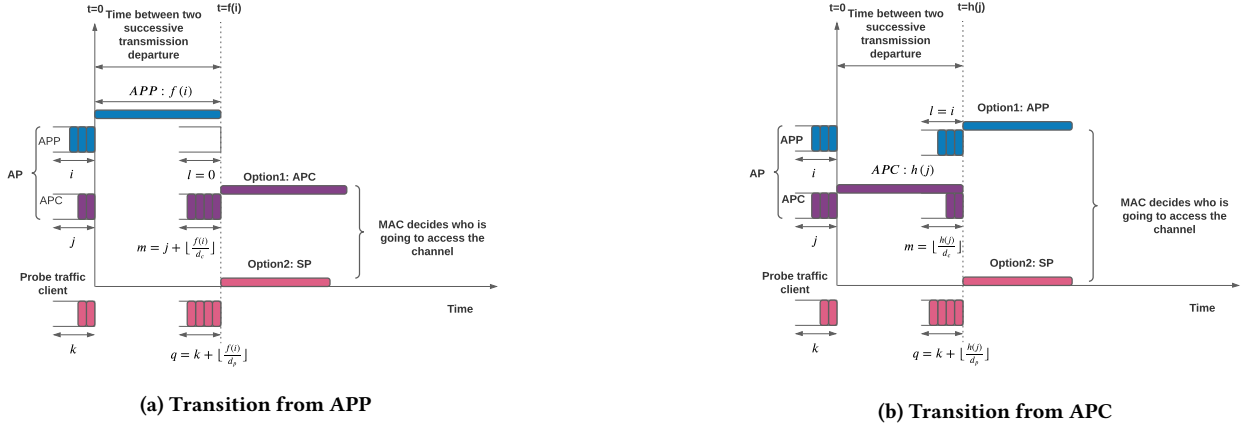 t=0
t=f(i)
Time between two
successive
transmission
departure
APP : f(i)
APP
AP
i
l = 0
Option1: APC
APC
j
m = j + ⌊f(i)/d_c⌋
MAC decides who is
going to access the
channel
Option2: SP
Probe traffic
client
Time
k
q = k + ⌊f(i)/d_p⌋
(a) Transition from APP
t=0
t=h(j)
Time between two
successive
transmission
departure
l = i
Option1: APP
APP
AP
i
APC : h(j)
APC
j
m = ⌊h(j)/d_c⌋
MAC decides who is
going to access the
channel
Option2: SP
Probe traffic
client
Time
k
q = k + ⌊h(j)/d_p⌋
(b) Transition from APC